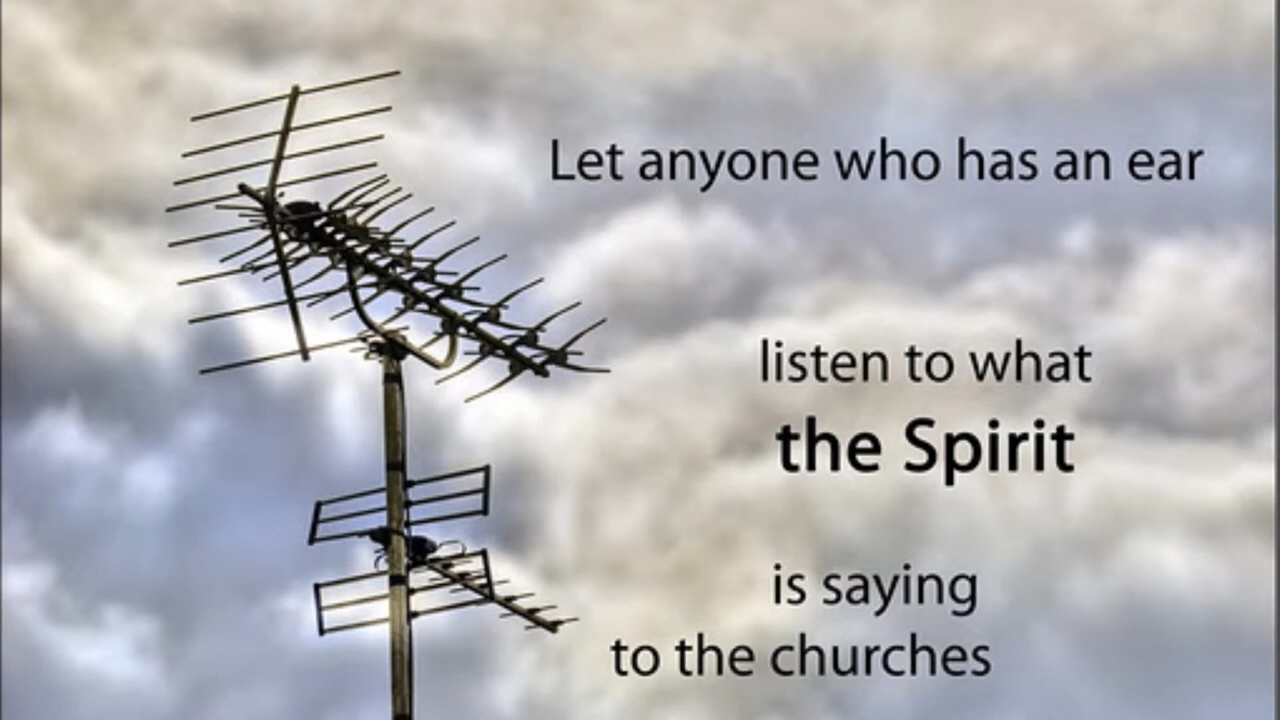 Let anyone who has an ear
listen to what
the Spirit
is saying
to the churches